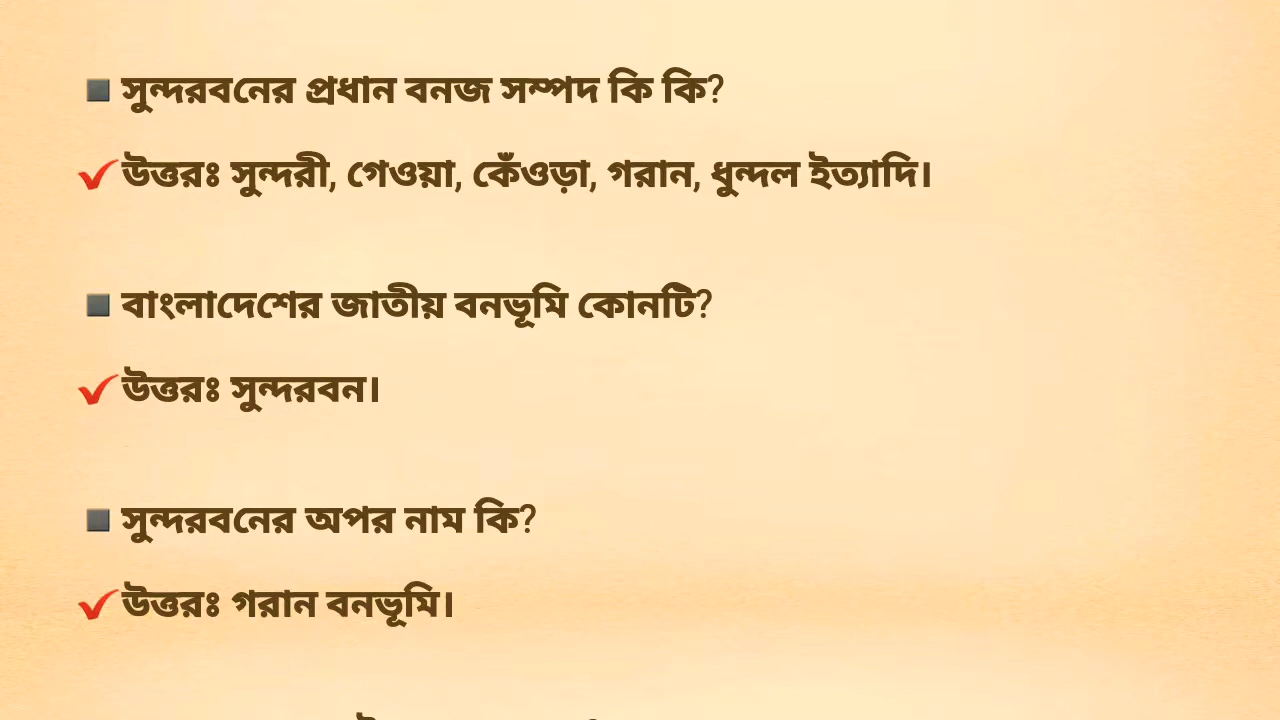 ▪ সুন্দরবনের প্রধান বনজ সম্পদ কি কি?
✓উত্তরঃ সুন্দরী, গেওয়া, কেঁওড়া, গরান, ধুন্দল ইত্যাদি।
▪ বাংলাদেশের জাতীয় বনভূমি কোনটি?
✓উত্তরঃ সুন্দরবন।
▪ সুন্দরবনের অপর নাম কি?
✓উত্তরঃ গরান বনভূমি।